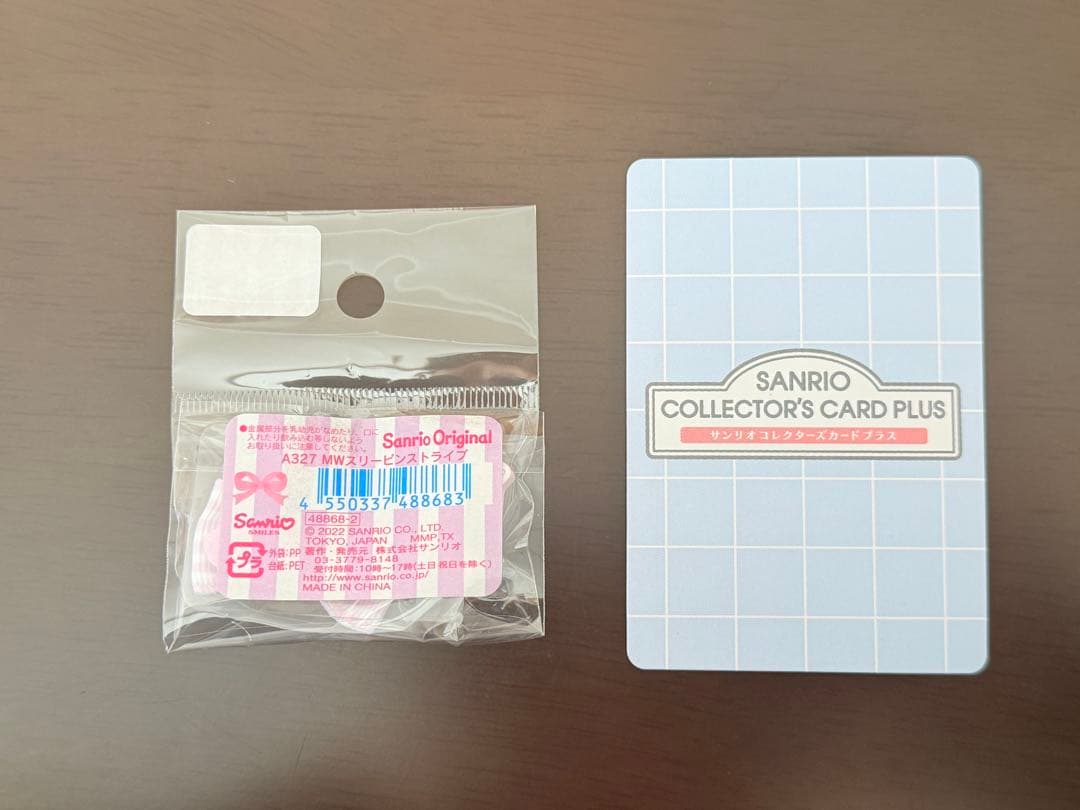 ●金属部分を乳幼児がなめたり、口に
入れたり飲み込む等しないよう
お取り扱いに注意してください。
Sanrio Original
A327 MWスリーピンストライプ
4 550337 488683
Sanrio
SMILES
48868-2
© 2022 SANRIO CO., LTD.
TOKYO, JAPAN MMP,TX
プラ
外袋:PP 著作・発売元 株式会社サンリオ
台紙:PET 03-3779-8148
受付時間:10時〜17時(土日祝日を除く)
http://www.sanrio.co.jp/
MADE IN CHINA
SANRIO
COLLECTOR'S CARD PLUS
サンリオコレクターズカードプラス